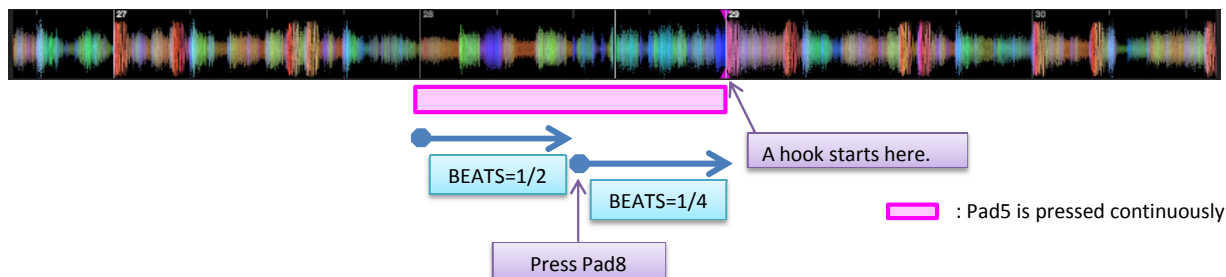 27 28 29 30
A hook starts here.
BEATS=1/2
BEATS=1/4
: Pad5 is pressed continuously
Press Pad8